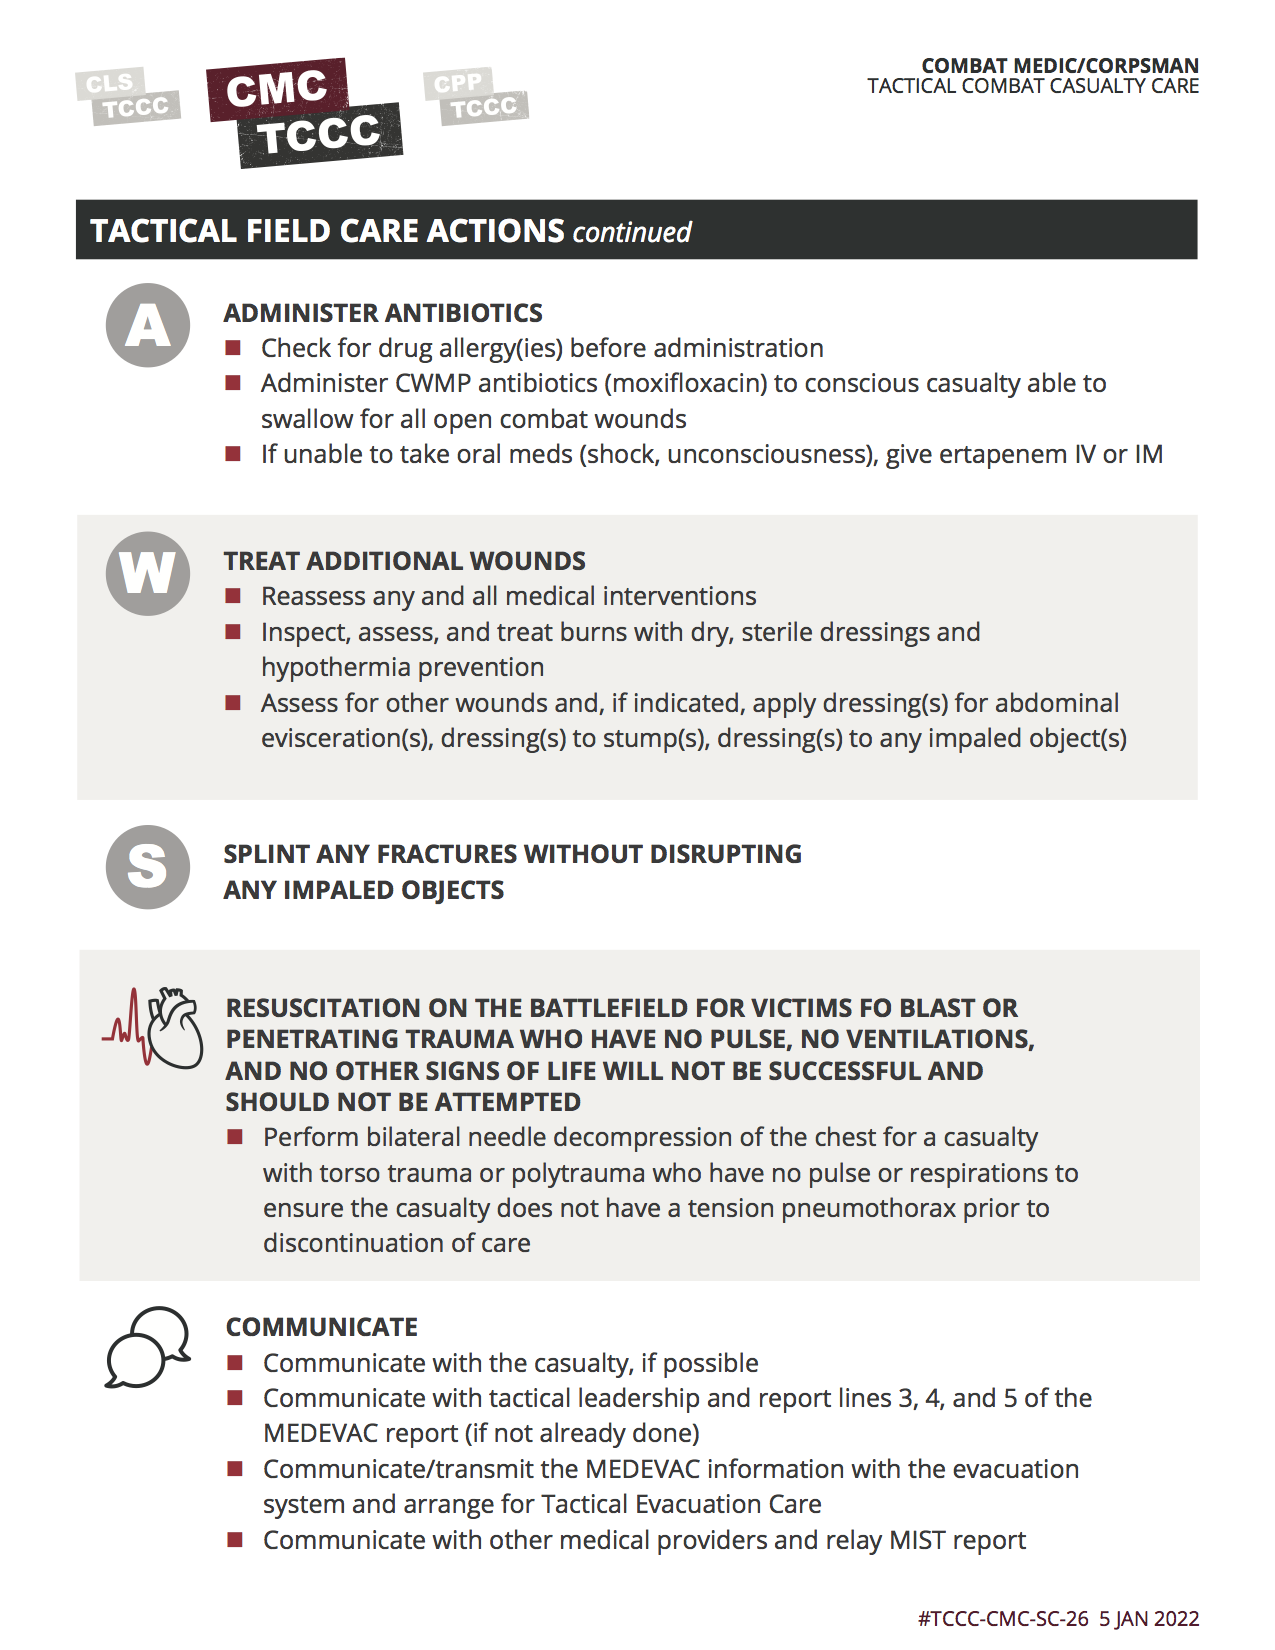 CLS
TCCC
CMC
TCCC
CPP
TCCC
COMBAT MEDIC/CORPSMAN
TACTICAL COMBAT CASUALTY CARE
TACTICAL FIELD CARE ACTIONS continued
A
ADMINISTER ANTIBIOTICS
■ Check for drug allergy(ies) before administration
■ Administer CWMP antibiotics (moxifloxacin) to conscious casualty able to
swallow for all open combat wounds
■ If unable to take oral meds (shock, unconsciousness), give ertapenem IV or IM
W
TREAT ADDITIONAL WOUNDS
■ Reassess any and all medical interventions
■ Inspect, assess, and treat burns with dry, sterile dressings and
hypothermia prevention
■ Assess for other wounds and, if indicated, apply dressing(s) for abdominal
evisceration(s), dressing(s) to stump(s), dressing(s) to any impaled object(s)
S
SPLINT ANY FRACTURES WITHOUT DISRUPTING
ANY IMPALED OBJECTS
RESUSCITATION ON THE BATTLEFIELD FOR VICTIMS FO BLAST OR
PENETRATING TRAUMA WHO HAVE NO PULSE, NO VENTILATIONS,
AND NO OTHER SIGNS OF LIFE WILL NOT BE SUCCESSFUL AND
SHOULD NOT BE ATTEMPTED
■ Perform bilateral needle decompression of the chest for a casualty
with torso trauma or polytrauma who have no pulse or respirations to
ensure the casualty does not have a tension pneumothorax prior to
discontinuation of care
COMMUNICATE
■ Communicate with the casualty, if possible
■ Communicate with tactical leadership and report lines 3, 4, and 5 of the
MEDEVAC report (if not already done)
■ Communicate/transmit the MEDEVAC information with the evacuation
system and arrange for Tactical Evacuation Care
■ Communicate with other medical providers and relay MIST report
#TCCC-CMC-SC-26 5 JAN 2022